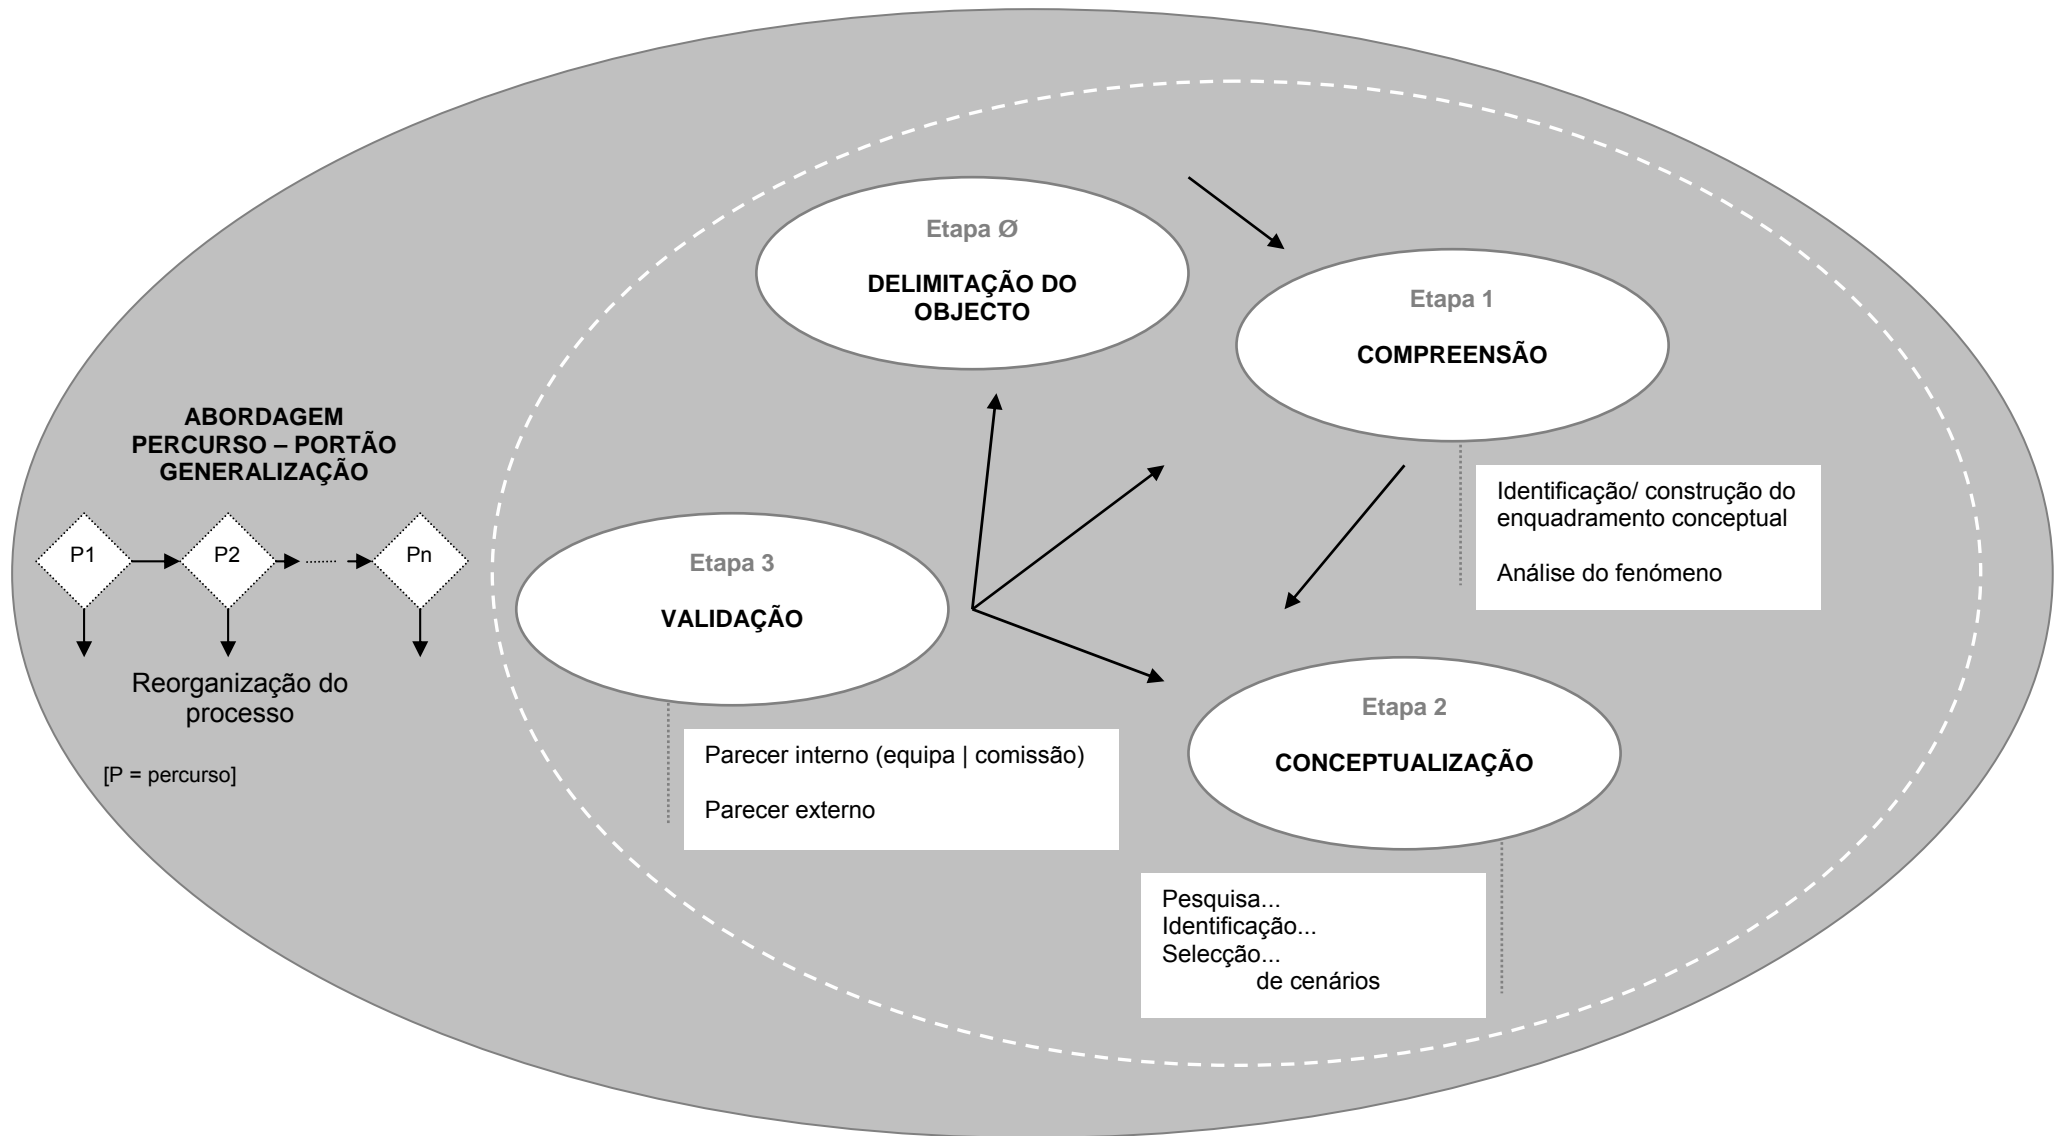 Etapa Ø
DELIMITAÇÃO DO
OBJECTO
Etapa 1
COMPREENSÃO
Identificação/ construção do
enquadramento conceptual
Análise do fenómeno
ABORDAGEM
PERCURSO – PORTÃO
GENERALIZAÇÃO
P1
P2
Pn
Reorganização do
processo
[P = percurso]
Etapa 3
VALIDAÇÃO
Parecer interno (equipa | comissão)
Parecer externo
Etapa 2
CONCEPTUALIZAÇÃO
Pesquisa...
Identificação...
Selecção...
de cenários